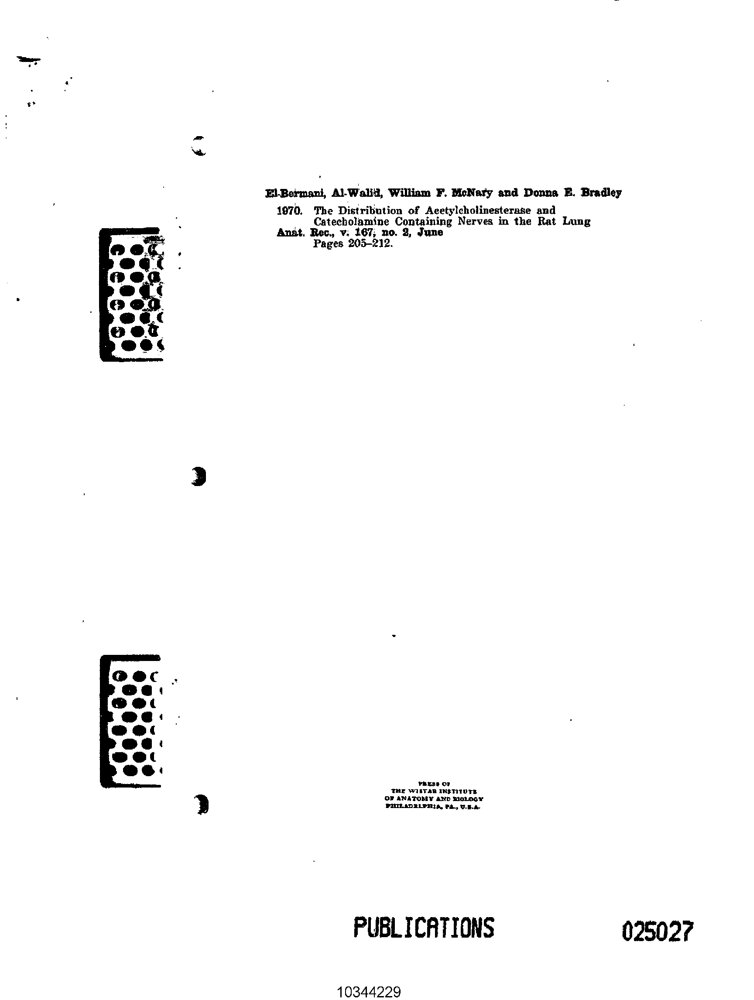 El-Bermani, Al-Walid, William F. McNary and Donna E. Bradley
1970. The Distribution of Acetylcholinesterase and
Catecholamine Containing Nerves in the Rat Lung
Anat. Rec., v. 167, no. 2, June
Pages 205–212.
PRESS OF
THE WISTAR INSTITUTE
OF ANATOMY AND BIOLOGY
PHILADELPHIA, PA., U.S.A.
PUBLICATIONS
025027
10344229